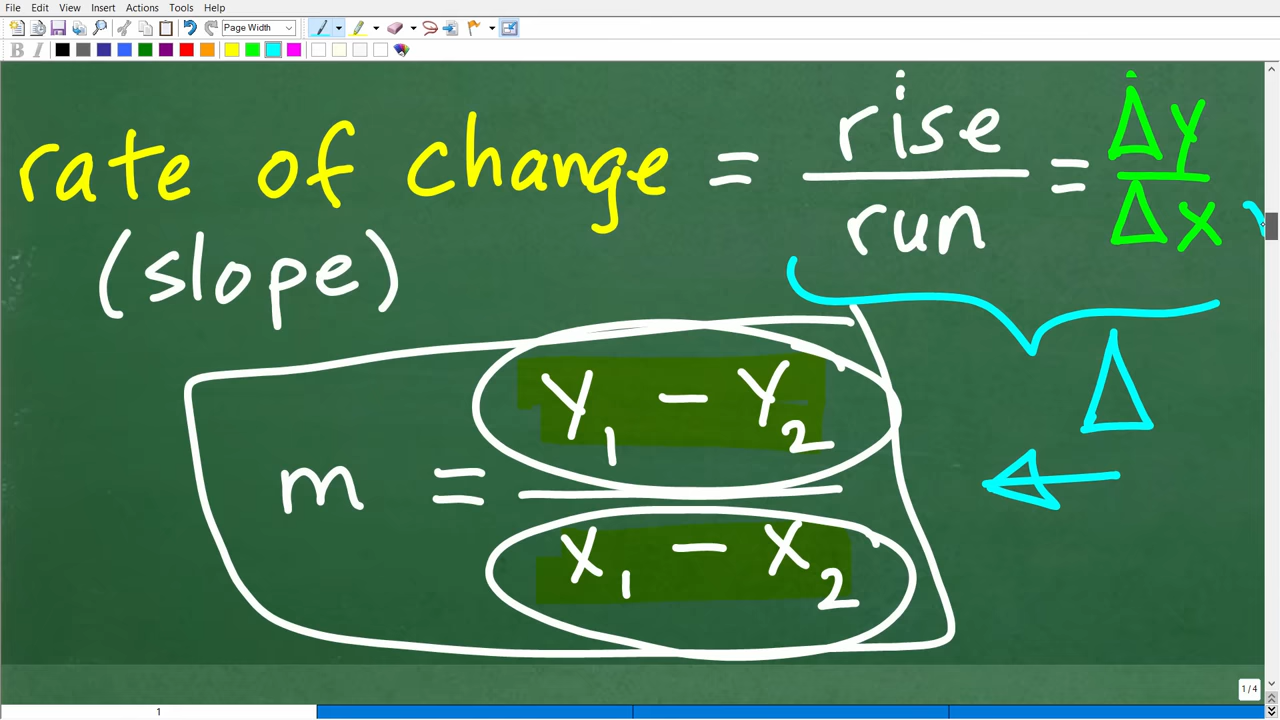 File Edit View Insert Actions Tools Help
Page Width
B I
rate of change = rise/run = Δy/Δx
(slope)
Δ
m = (y₁ - y₂)/(x₁ - x₂)
1/4
1